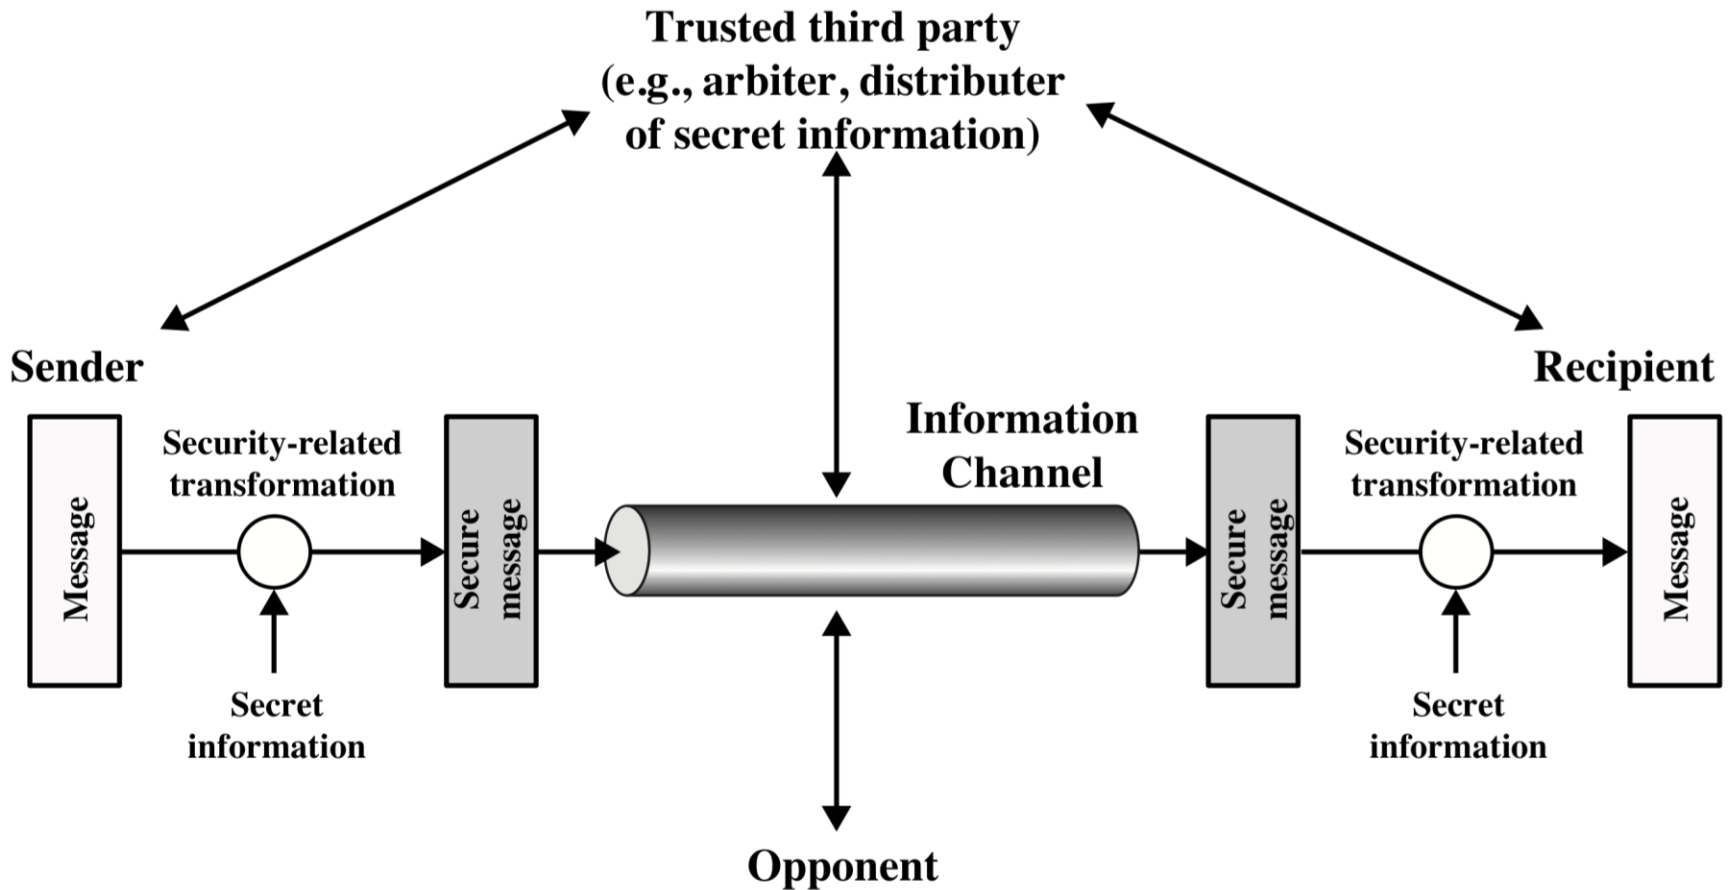 Trusted third party
(e.g., arbiter, distributer
of secret information)
Sender
Recipient
Information
Channel
Security-related
transformation
Security-related
transformation
Message
Secure
message
Secure
message
Message
Secret
information
Secret
information
Opponent